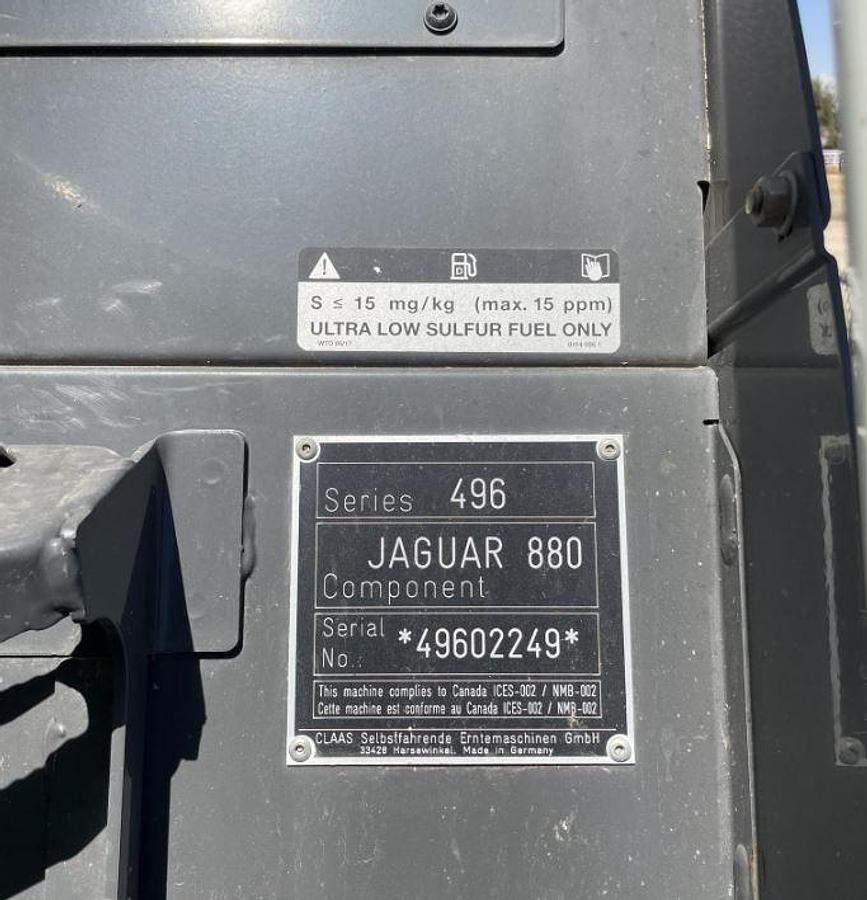 D
S ≤ 15 mg/kg (max. 15 ppm)
ULTRA LOW SULFUR FUEL ONLY
Series 496
JAGUAR 880
Component
Serial
No.: *49602249*
This machine complies to Canada ICES-002 / NMB-002
Cette machine est conforme au Canada ICES-002 / NMB-002
CLAAS Selbstfahrende Erntemaschinen GmbH
33428 Harsewinkel. Made in Germany